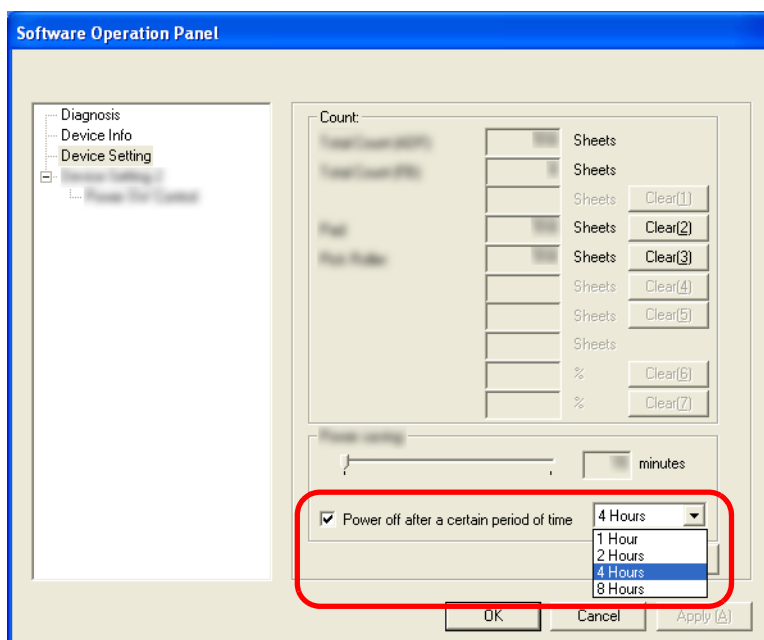 Software Operation Panel
Diagnosis
Device Info
Device Setting
Count:
Sheets
Sheets
Sheets Clear(1)
Sheets Clear(2)
Sheets Clear(3)
Sheets Clear(4)
Sheets Clear(5)
Sheets
% Clear(6)
% Clear(7)
minutes
Power off after a certain period of time 4 Hours
1 Hour
2 Hours
4 Hours
8 Hours
OK Cancel Apply (A)